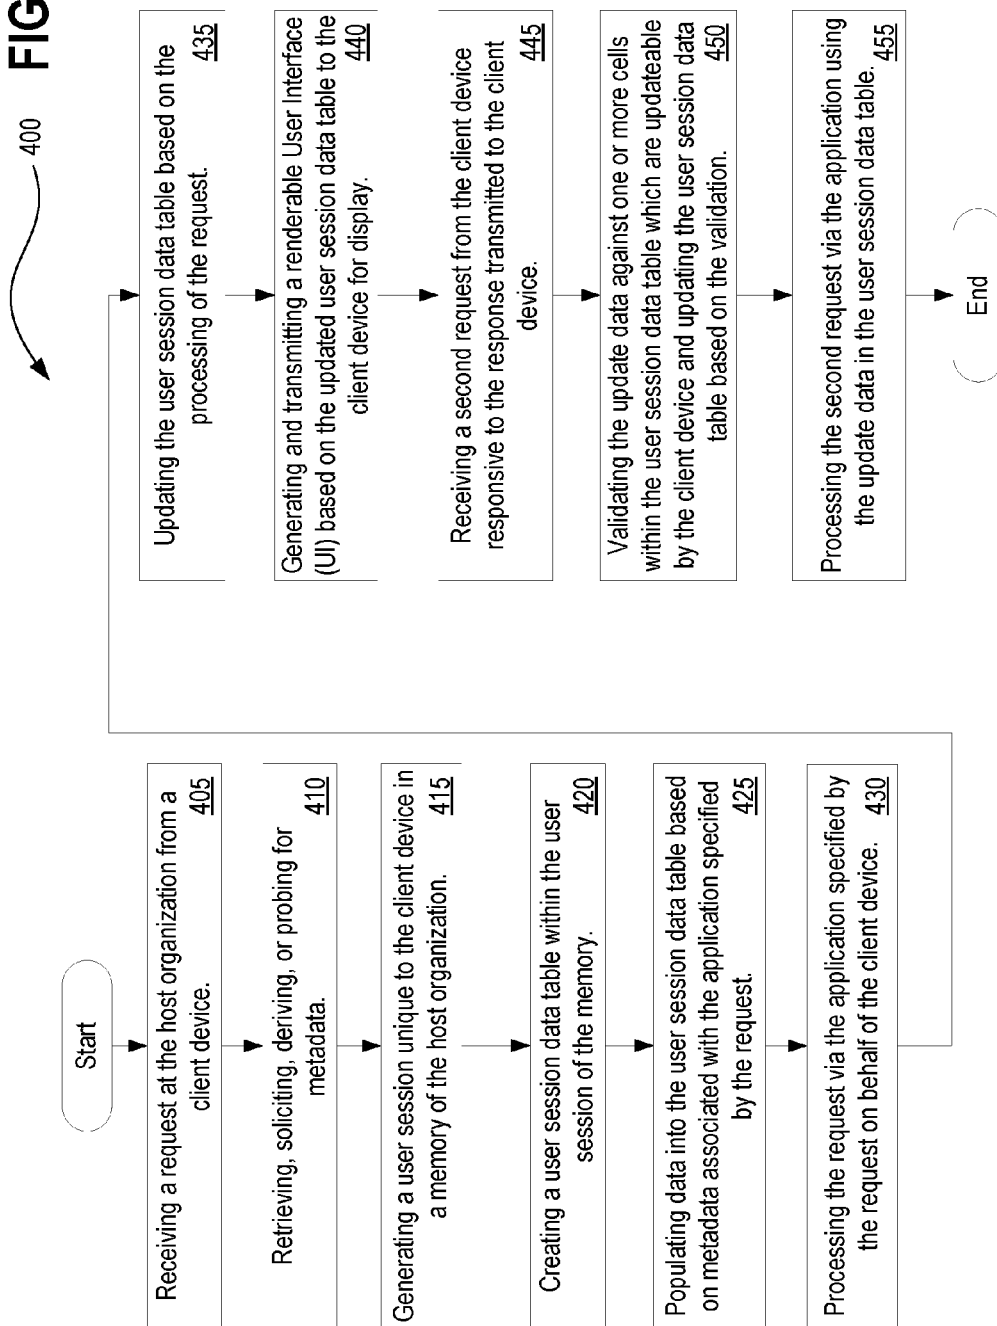 FIG
400
Start
Receiving a request at the host organization from a
client device.
405
Retrieving, soliciting, deriving, or probing for
metadata.
410
Generating a user session unique to the client device in
a memory of the host organization.
415
Creating a user session data table within the user
session of the memory.
420
Populating data into the user session data table based
on metadata associated with the application specified
by the request.
425
Processing the request via the application specified by
the request on behalf of the client device.
430
Updating the user session data table based on the
processing of the request.
435
Generating and transmitting a renderable User Interface
(UI) based on the updated user session data table to the
client device for display.
440
Receiving a second request from the client device
responsive to the response transmitted to the client
device.
445
Validating the update data against one or more cells
within the user session data table which are updateable
by the client device and updating the user session data
table based on the validation.
450
Processing the second request via the application using
the update data in the user session data table.
455
End